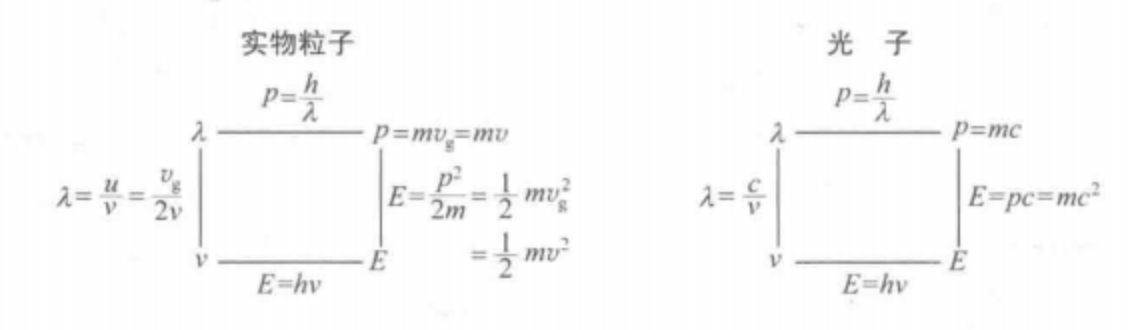 实物粒子
p=h/λ
λ p=mv_g=mv
λ=u/ν=v_g/2ν
E=p²/2m=1/2 mv_g²
=1/2 mv²
ν E
E=hν
光 子
p=h/λ
λ p=mc
λ=c/ν
E=pc=mc²
ν E
E=hν